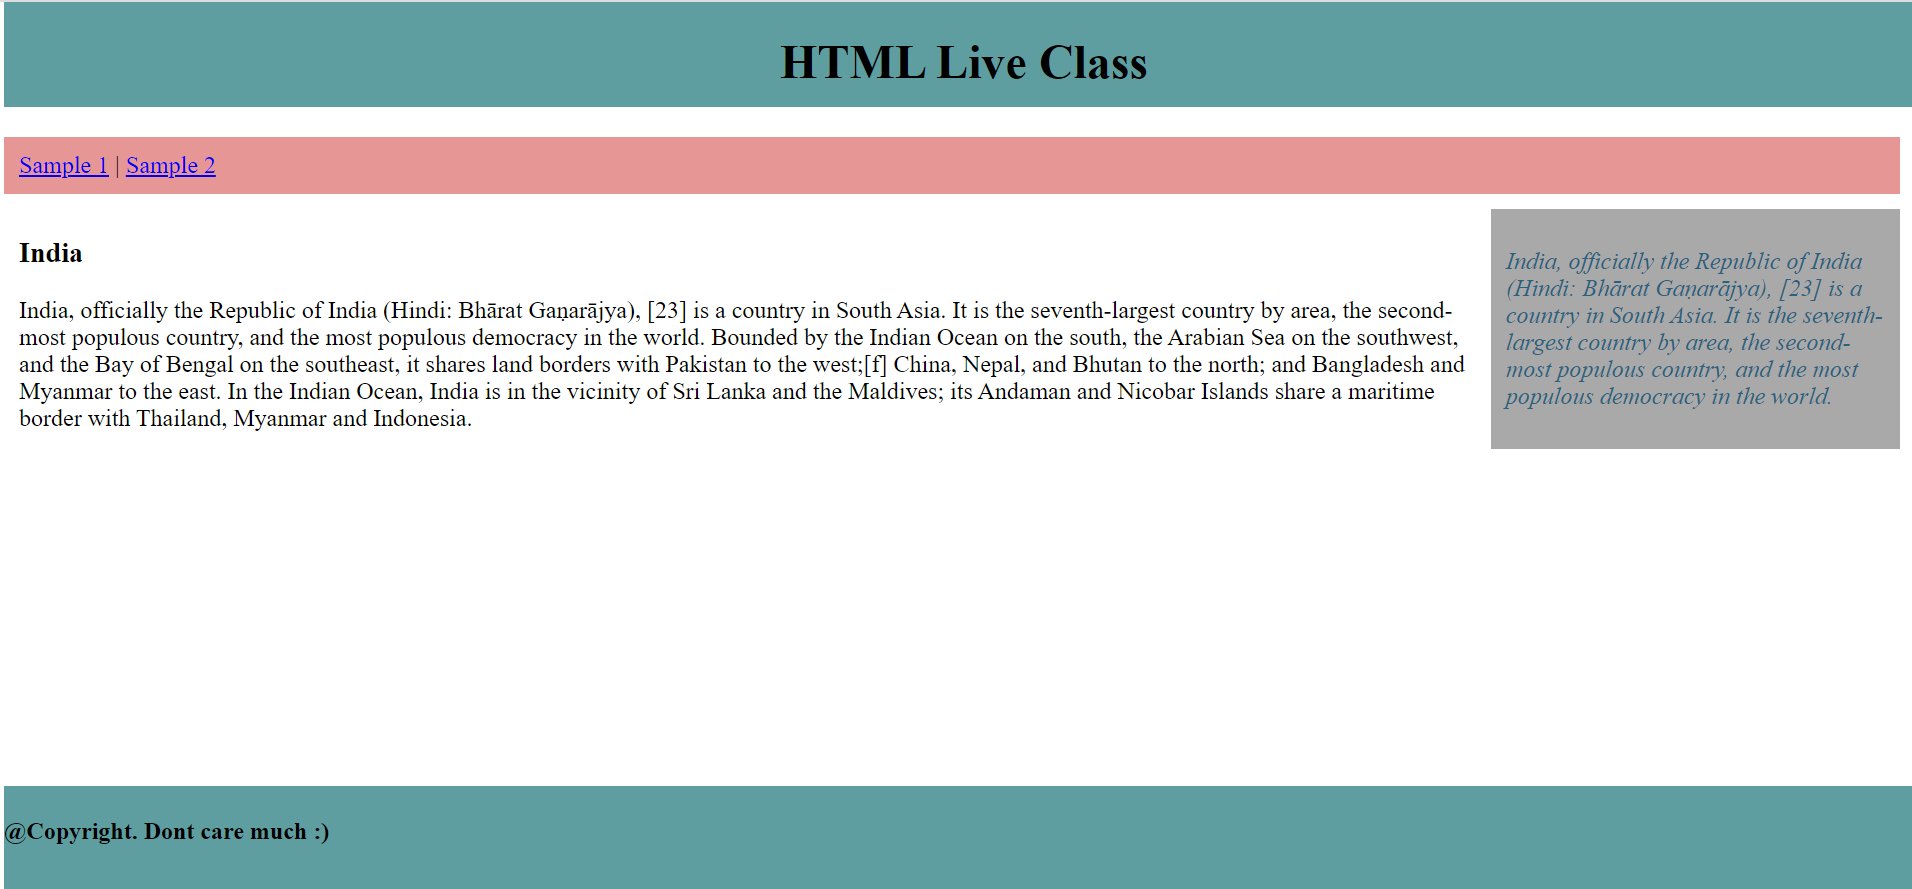 HTML Live Class
Sample 1 | Sample 2
India
India, officially the Republic of India (Hindi: Bhārat Gaṇarājya), [23] is a country in South Asia. It is the seventh-largest country by area, the second-
most populous country, and the most populous democracy in the world. Bounded by the Indian Ocean on the south, the Arabian Sea on the southwest,
and the Bay of Bengal on the southeast, it shares land borders with Pakistan to the west;[f] China, Nepal, and Bhutan to the north; and Bangladesh and
Myanmar to the east. In the Indian Ocean, India is in the vicinity of Sri Lanka and the Maldives; its Andaman and Nicobar Islands share a maritime
border with Thailand, Myanmar and Indonesia.
India, officially the Republic of India
(Hindi: Bhārat Gaṇarājya), [23] is a
country in South Asia. It is the seventh-
largest country by area, the second-
most populous country, and the most
populous democracy in the world.
@Copyright. Dont care much :)